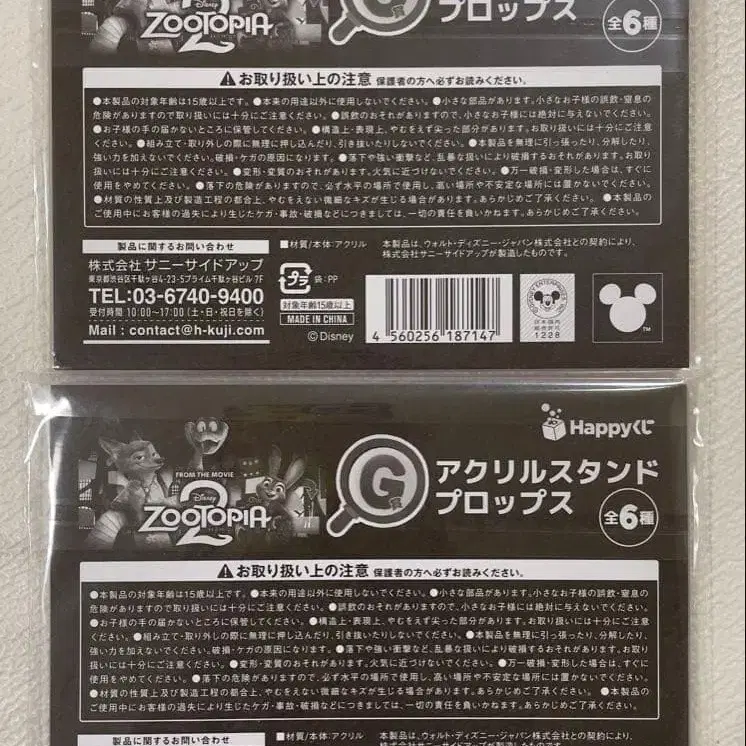 Disney
ZOOTOPIA
2
G
プロップス
全6種
⚠お取り扱い上の注意 保護者の方へ必ずお読みください。
●本製品の対象年齢は15歳以上です。●本来の用途以外に使用しないでください。●小さな部品があります。小さなお子様の誤飲・窒息の
危険がありますので取り扱いには十分にご注意ください。●誤飲のおそれがありますので、小さなお子様には絶対に与えないでください。
●お子様の手の届かないところに保管してください。●構造上・表現上、やむをえず尖った部分があります。お取り扱いには十分にご注意
ください。●組み立て・取り外しの際に無理に押し込んだり、引き抜いたりしないでください。●本製品を無理に引っ張ったり、分解したり、
強い力を加えないでください。破損・ケガの原因になります。●落下や強い衝撃など、乱暴な扱いにより破損するおそれがあります。お取
り扱いには十分にご注意ください。●変形・変質のおそれがあります。火気に近づけないでください。●万一破損・変形した場合は、すぐに
使用をやめてください。●落下の危険がありますので、必ず水平の場所で使用し、高い場所や不安定な場所には置かないでください。
●材質の性質上及び製造工程の都合上、やむをえない微細なキズが生じる場合があります。あらかじめご了承ください。●本製品の
ご使用中にお客様の過失により生じたケガ・事故・破損などにつきましては、一切の責任を負いかねます。あらかじめご了承ください。
製品に関するお問い合わせ
株式会社 サニーサイドアップ
東京都渋谷区千駄ヶ谷4-23-5プライム千駄ヶ谷ビル 7F
TEL:03-6740-9400
受付時間 10:00〜17:00 (土・日・祝日を除く)
Mail : contact@h-kuji.com
■材質/本体:アクリル
プラ
袋:PP
対象年齢15歳以上
MADE IN CHINA
©Disney
本製品は、ウォルト・ディズニー・ジャパン株式会社との契約により、
株式会社サニーサイドアップが製造したものです。
4 560256 187147
1228
TM
FROM THE MOVIE
Disney
ZOOTOPIA
2
G
Happyくじ
アクリルスタンド
プロップス
全6種
⚠お取り扱い上の注意 保護者の方へ必ずお読みください。
●本製品の対象年齢は15歳以上です。●本来の用途以外に使用しないでください。●小さな部品があります。小さなお子様の誤飲・窒息の
危険がありますので取り扱いには十分にご注意ください。●誤飲のおそれがありますので、小さなお子様には絶対に与えないでください。
●お子様の手の届かないところに保管してください。●構造上・表現上、やむをえず尖った部分があります。お取り扱いには十分にご注意
ください。●組み立て・取り外しの際に無理に押し込んだり、引き抜いたりしないでください。●本製品を無理に引っ張ったり、分解したり、
強い力を加えないでください。破損・ケガの原因になります。●落下や強い衝撃など、乱暴な扱いにより破損するおそれがあります。お取
り扱いには十分にご注意ください。●変形・変質のおそれがあります。火気に近づけないでください。●万一破損・変形した場合は、すぐに
使用をやめてください。●落下の危険がありますので、必ず水平の場所で使用し、高い場所や不安定な場所には置かないでください。
●材質の性質上及び製造工程の都合上、やむをえない微細なキズが生じる場合があります。あらかじめご了承ください。●本製品の
ご使用中にお客様の過失により生じたケガ・事故・破損などにつきましては、一切の責任を負いかねます。あらかじめご了承ください。
製品に関するお問い合わせ
■材質/本体:アクリル
本製品は、ウォルト・ディズニー・ジャパン株式会社との契約により、